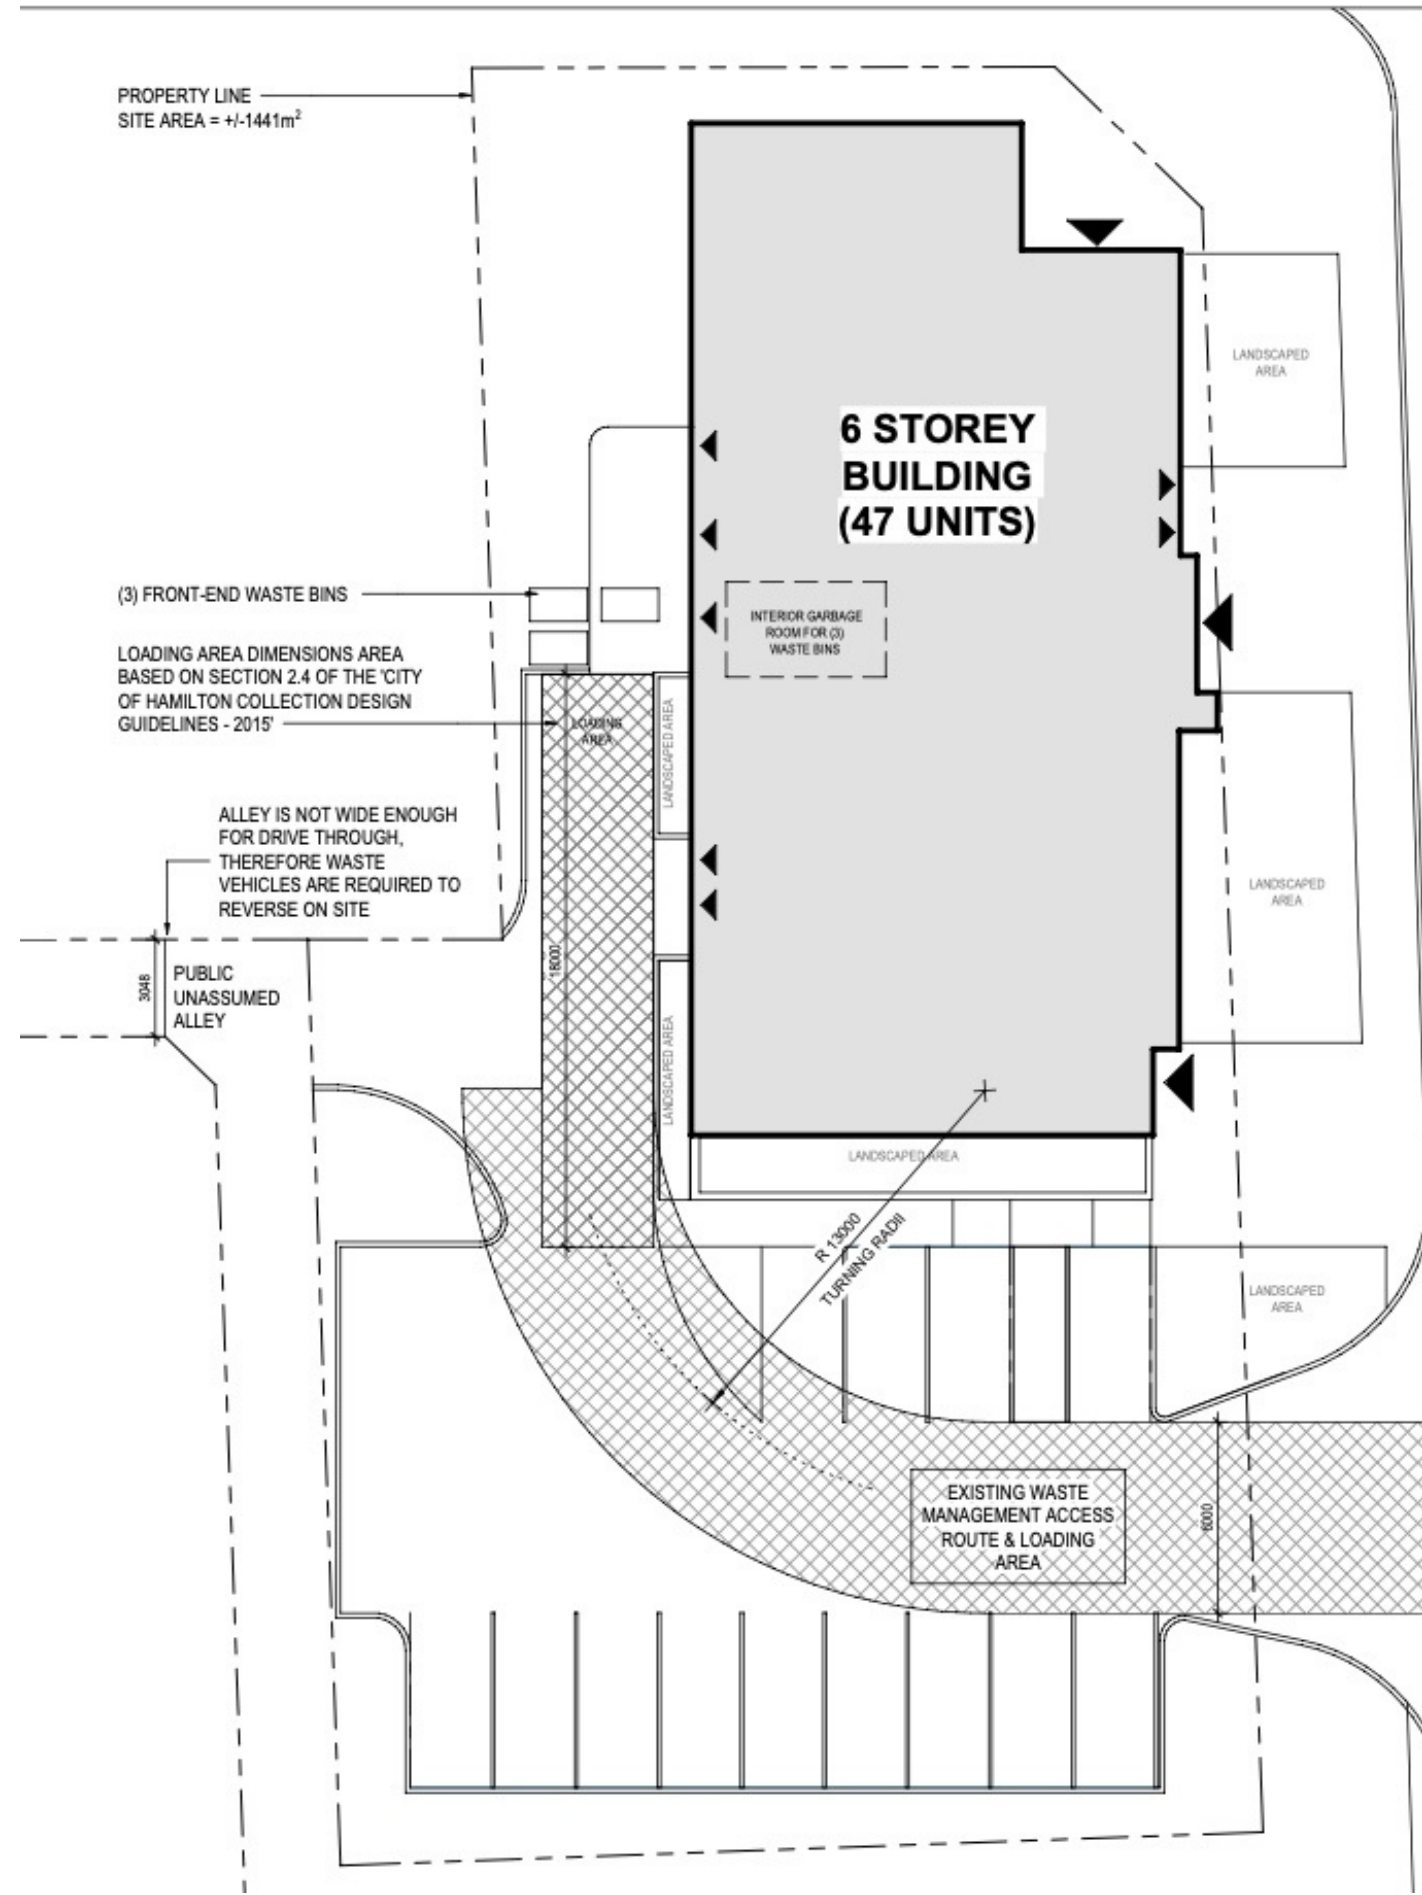 PROPERTY LINE
SITE AREA = +/-1441m²
LANDSCAPED
AREA
6 STOREY
BUILDING
(47 UNITS)
(3) FRONT-END WASTE BINS
INTERIOR GARBAGE
ROOM FOR (3)
WASTE BINS
LOADING AREA DIMENSIONS AREA
BASED ON SECTION 2.4 OF THE 'CITY
OF HAMILTON COLLECTION DESIGN
GUIDELINES - 2015'
LOADING
AREA
LANDSCAPED AREA
ALLEY IS NOT WIDE ENOUGH
FOR DRIVE THROUGH,
THEREFORE WASTE
VEHICLES ARE REQUIRED TO
REVERSE ON SITE
LANDSCAPED
AREA
18000
3048
PUBLIC
UNASSUMED
ALLEY
LANDSCAPED AREA
LANDSCAPED AREA
R 13000
TURNING RADII
LANDSCAPED
AREA
EXISTING WASTE
MANAGEMENT ACCESS
ROUTE & LOADING
AREA
6000